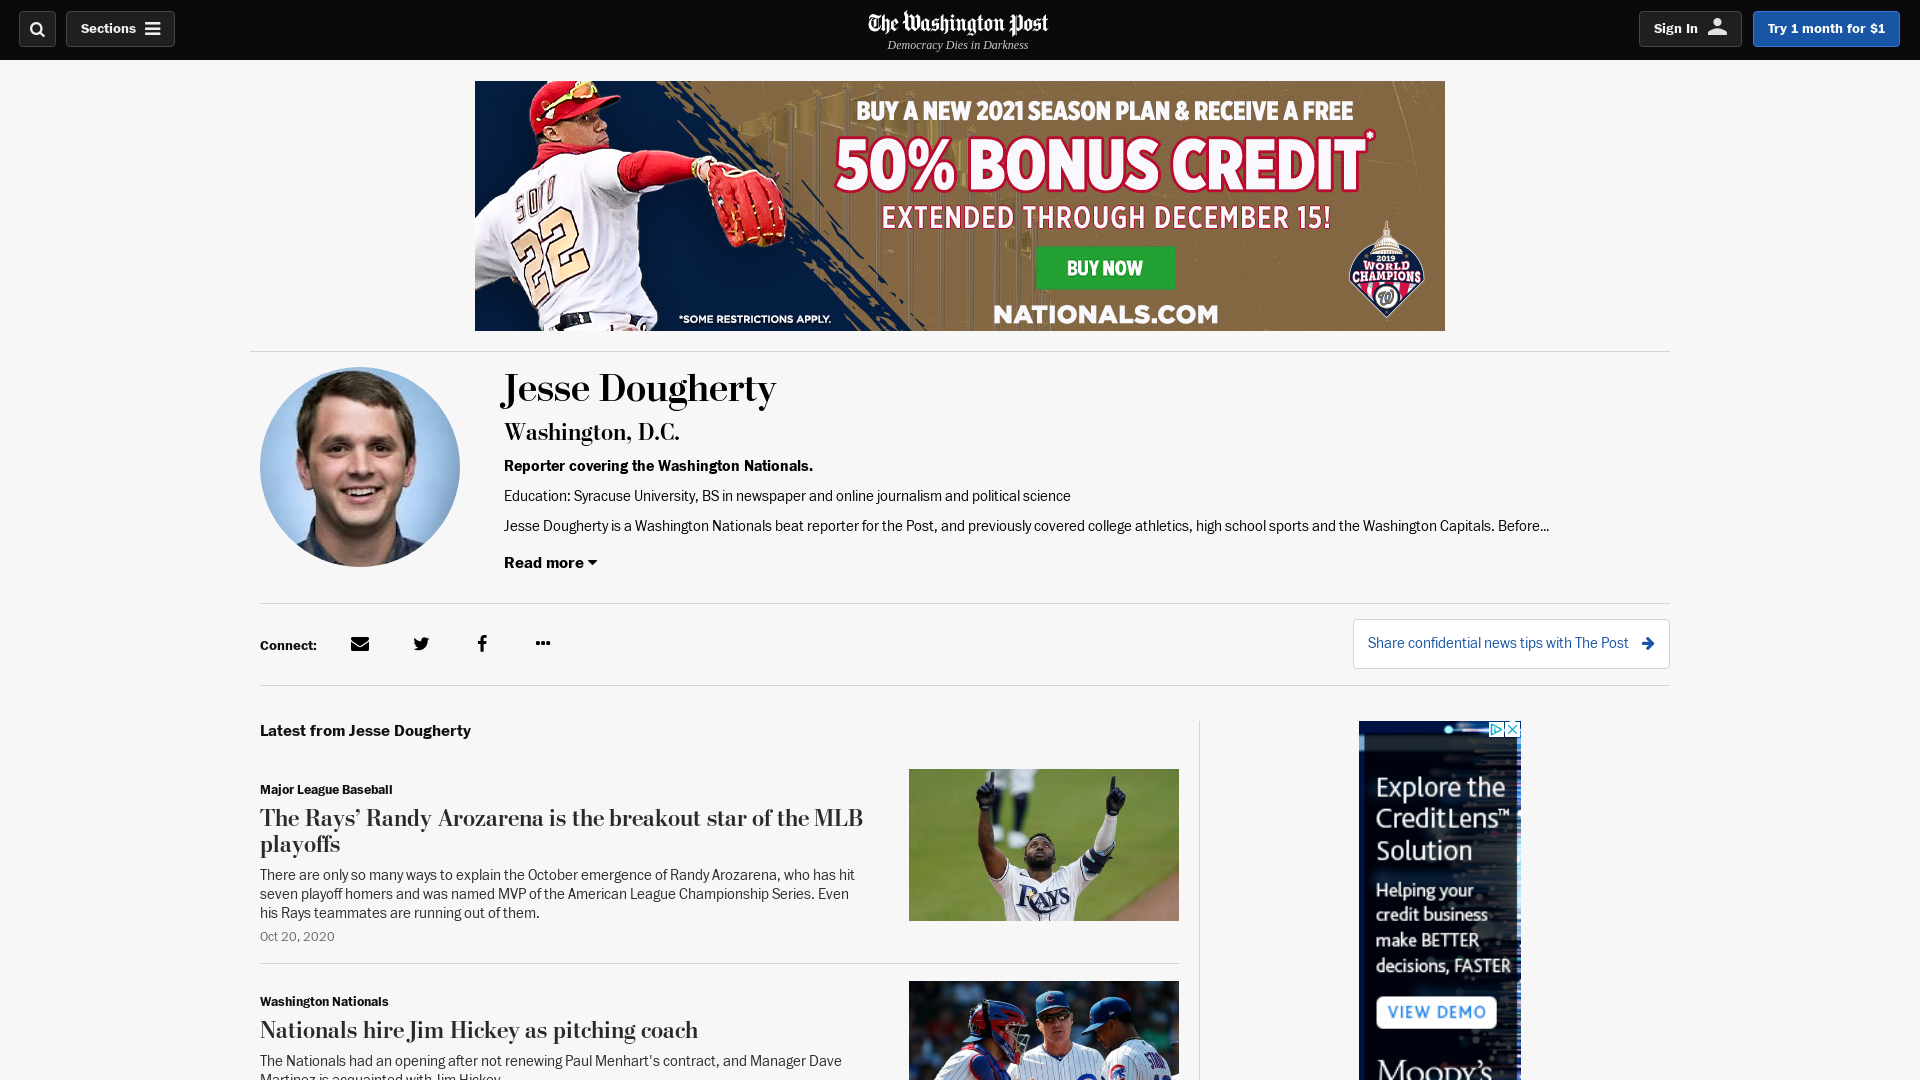 Sections
The Washington Post
Democracy Dies in Darkness
Sign In
Try 1 month for $1
BUY A NEW 2021 SEASON PLAN & RECEIVE A FREE
50% BONUS CREDIT*
EXTENDED THROUGH DECEMBER 15!
BUY NOW
NATIONALS.COM
*SOME RESTRICTIONS APPLY.
SOTO
22
2019
WORLD
CHAMPIONS
W
Jesse Dougherty
Washington, D.C.
Reporter covering the Washington Nationals.
Education: Syracuse University, BS in newspaper and online journalism and political science
Jesse Dougherty is a Washington Nationals beat reporter for the Post, and previously covered college athletics, high school sports and the Washington Capitals. Before...
Read more
Connect:
Share confidential news tips with The Post
Latest from Jesse Dougherty
Major League Baseball
The Rays’ Randy Arozarena is the breakout star of the MLB
playoffs
There are only so many ways to explain the October emergence of Randy Arozarena, who has hit
seven playoff homers and was named MVP of the American League Championship Series. Even
his Rays teammates are running out of them.
Oct 20, 2020
RAYS
Washington Nationals
Nationals hire Jim Hickey as pitching coach
The Nationals had an opening after not renewing Paul Menhart's contract, and Manager Dave
Martinez is acquainted with Jim Hickey.
Explore the
CreditLens™
Solution
Helping your
credit business
make BETTER
decisions, FASTER
VIEW DEMO
Moody's